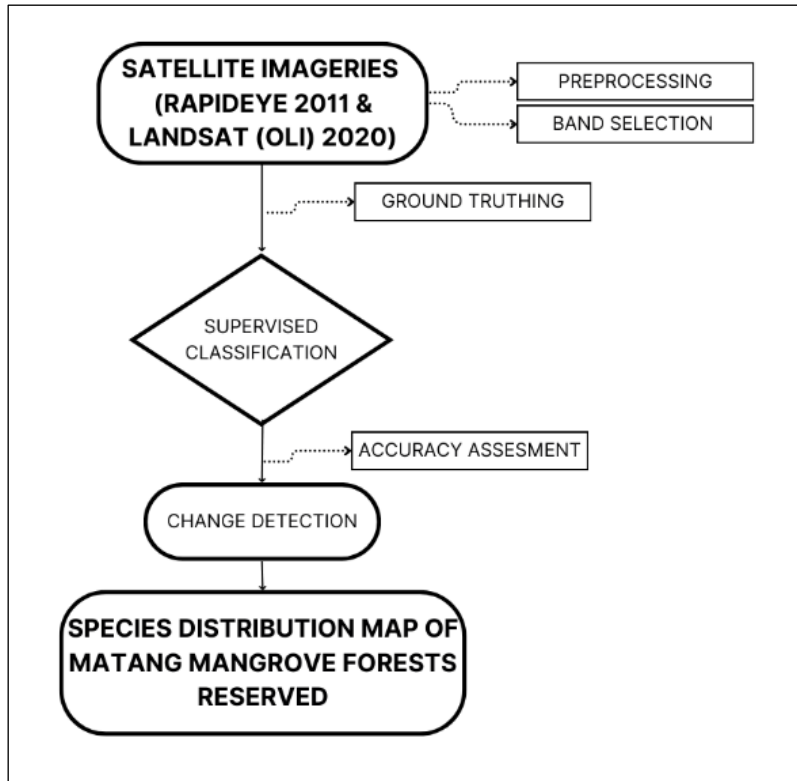 SATELLITE IMAGERIES
(RAPIDEYE 2011 &
LANDSAT (OLI) 2020)
PREPROCESSING
BAND SELECTION
GROUND TRUTHING
SUPERVISED
CLASSIFICATION
ACCURACY ASSESMENT
CHANGE DETECTION
SPECIES DISTRIBUTION MAP OF
MATANG MANGROVE FORESTS
RESERVED